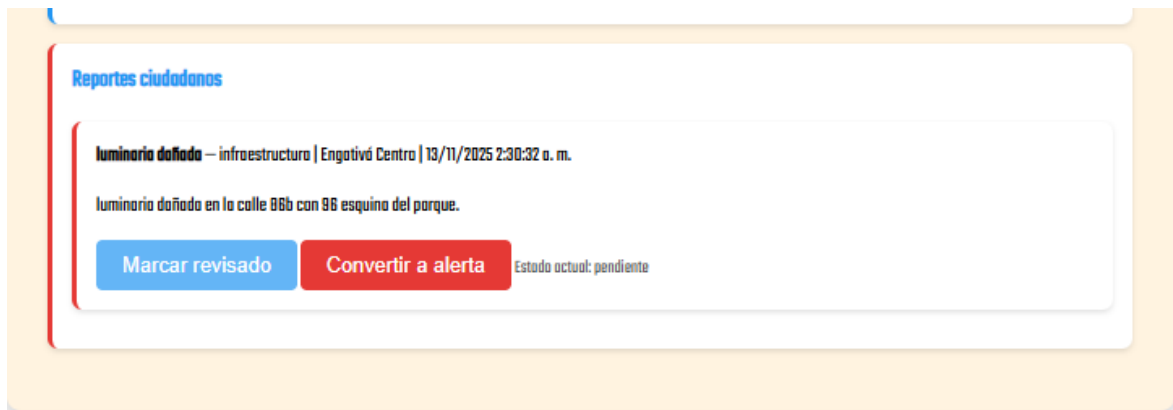 Reportes ciudadanos
luminaria dañada — infraestructura | Engativá Centro | 13/11/2025 2:30:32 a. m.
luminaria dañada en la calle 86b con 96 esquina del parque.
Marcar revisado Convertir a alerta Estado actual: pendiente